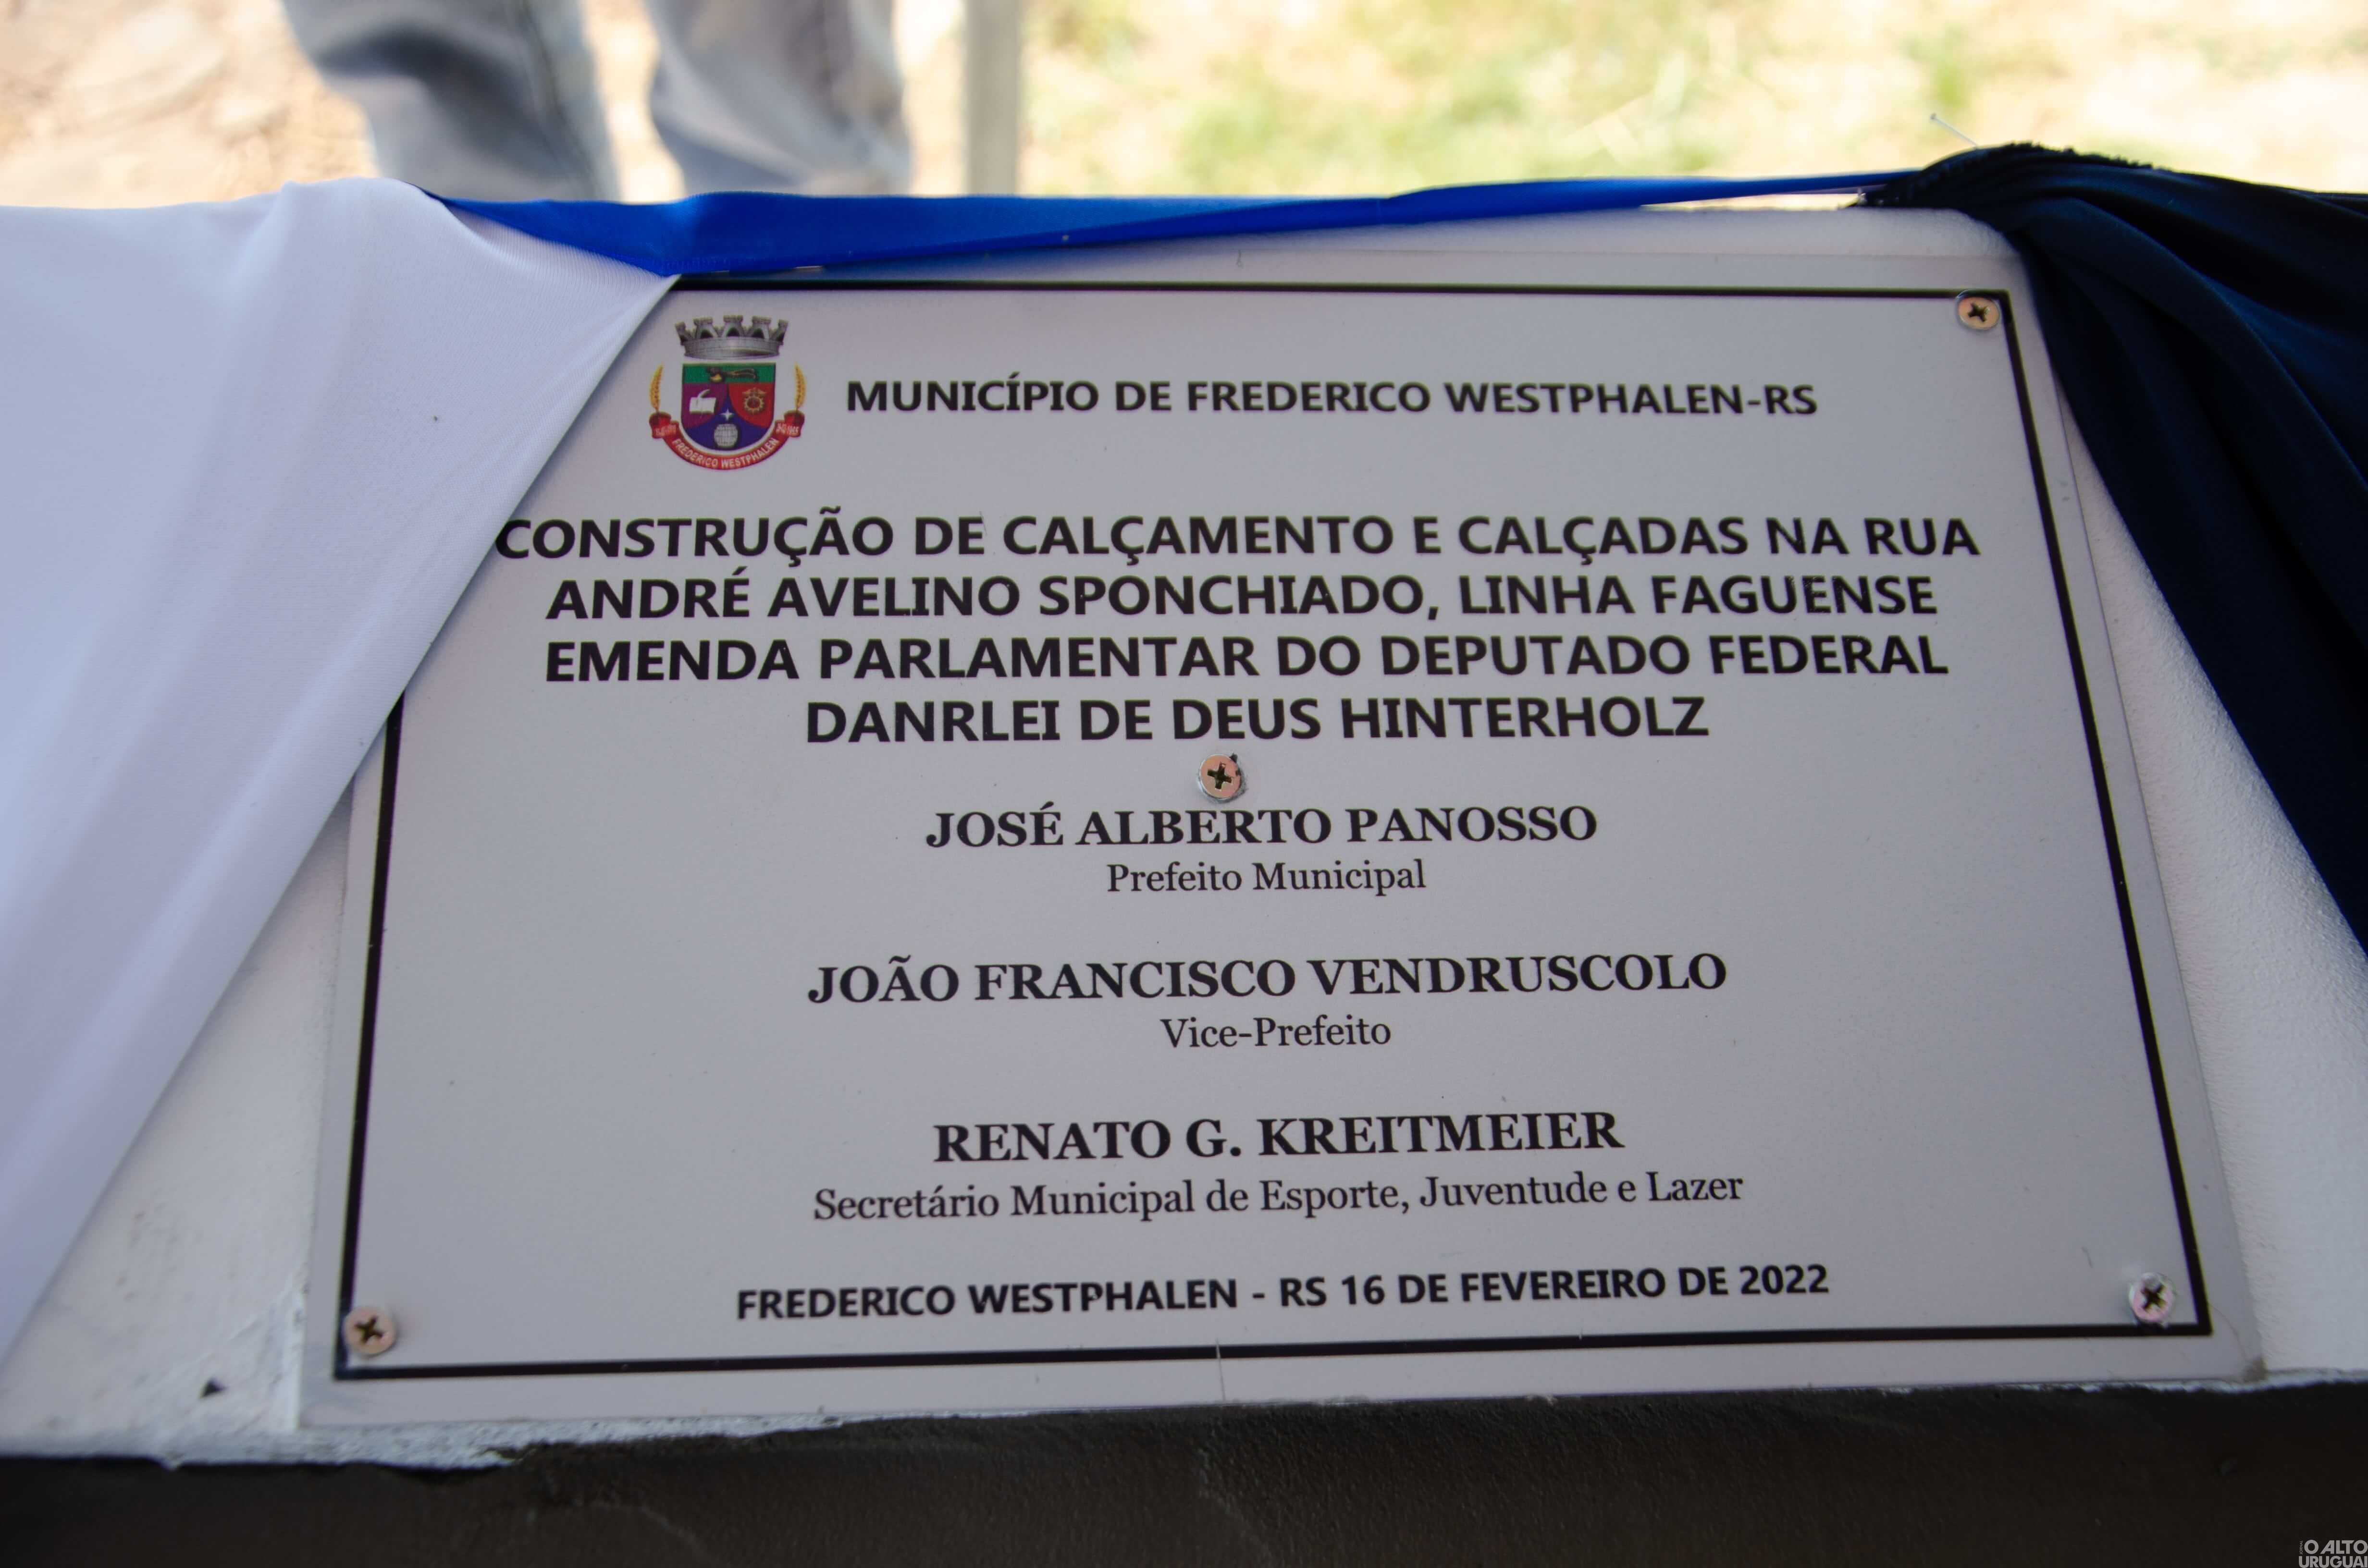 MUNICÍPIO DE FREDERICO WESTPHALEN-RS
FREDERICO WESTPHALEN
CONSTRUÇÃO DE CALÇAMENTO E CALÇADAS NA RUA
ANDRÉ AVELINO SPONCHIADO, LINHA FAGUENSE
EMENDA PARLAMENTAR DO DEPUTADO FEDERAL
DANRLEI DE DEUS HINTERHOLZ
JOSÉ ALBERTO PANOSSO
Prefeito Municipal
JOÃO FRANCISCO VENDRUSCOLO
Vice-Prefeito
RENATO G. KREITMEIER
Secretário Municipal de Esporte, Juventude e Lazer
FREDERICO WESTPHALEN - RS 16 DE FEVEREIRO DE 2022
O ALTO
URUGUAI